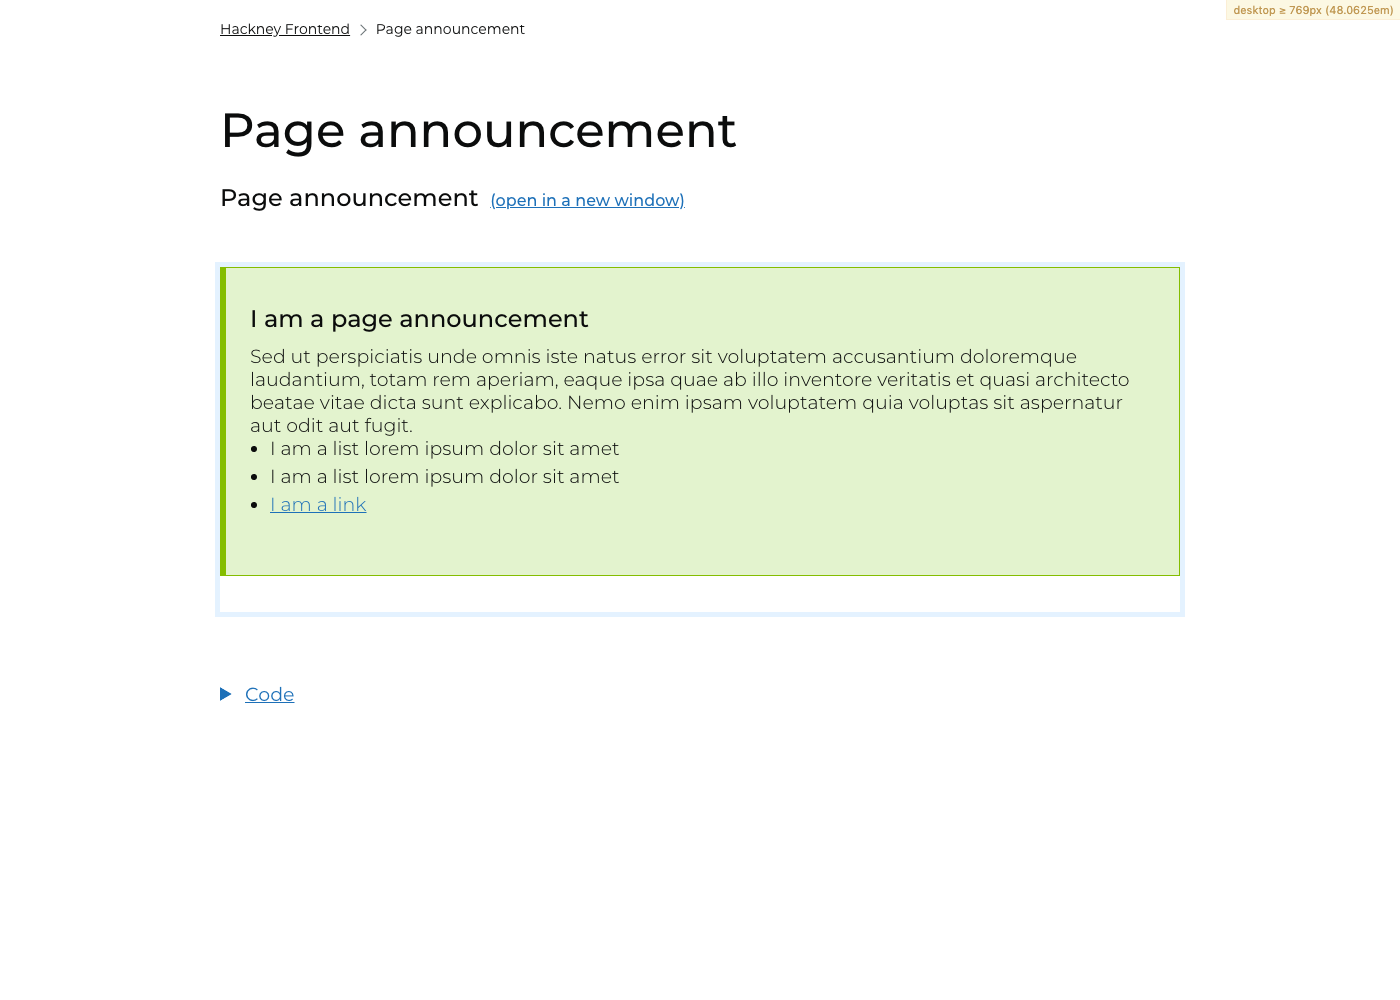 desktop ≥ 769px (48.0625em)
Hackney Frontend > Page announcement
Page announcement
Page announcement (open in a new window)
I am a page announcement
Sed ut perspiciatis unde omnis iste natus error sit voluptatem accusantium doloremque
laudantium, totam rem aperiam, eaque ipsa quae ab illo inventore veritatis et quasi architecto
beatae vitae dicta sunt explicabo. Nemo enim ipsam voluptatem quia voluptas sit aspernatur
aut odit aut fugit.
• I am a list lorem ipsum dolor sit amet
• I am a list lorem ipsum dolor sit amet
• I am a link
Code